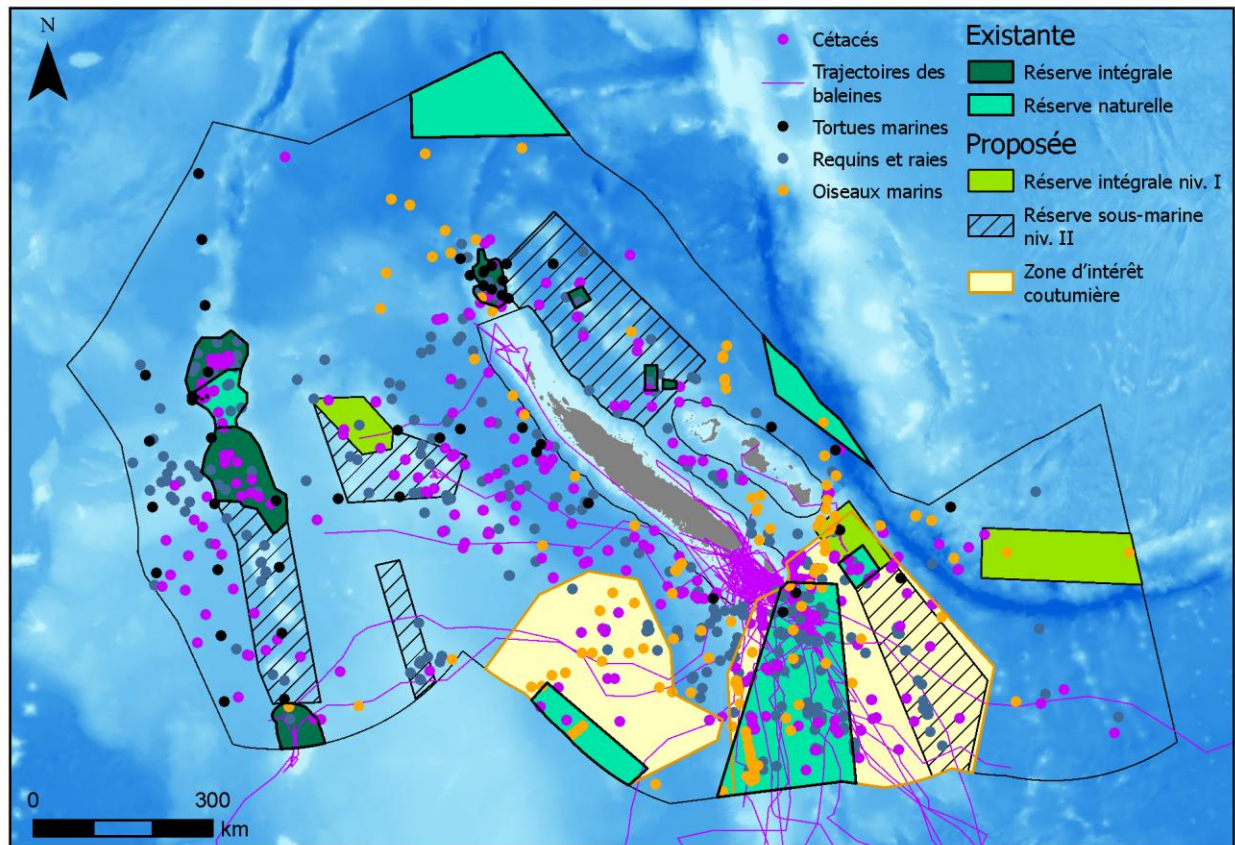 N
Cétacés
Trajectoires des
baleines
Tortues marines
Requins et raies
Oiseaux marins
Existante
Réserve intégrale
Réserve naturelle
Proposée
Réserve intégrale niv. I
Réserve sous-marine
niv. II
Zone d'intérêt
coutumière
0 300
km